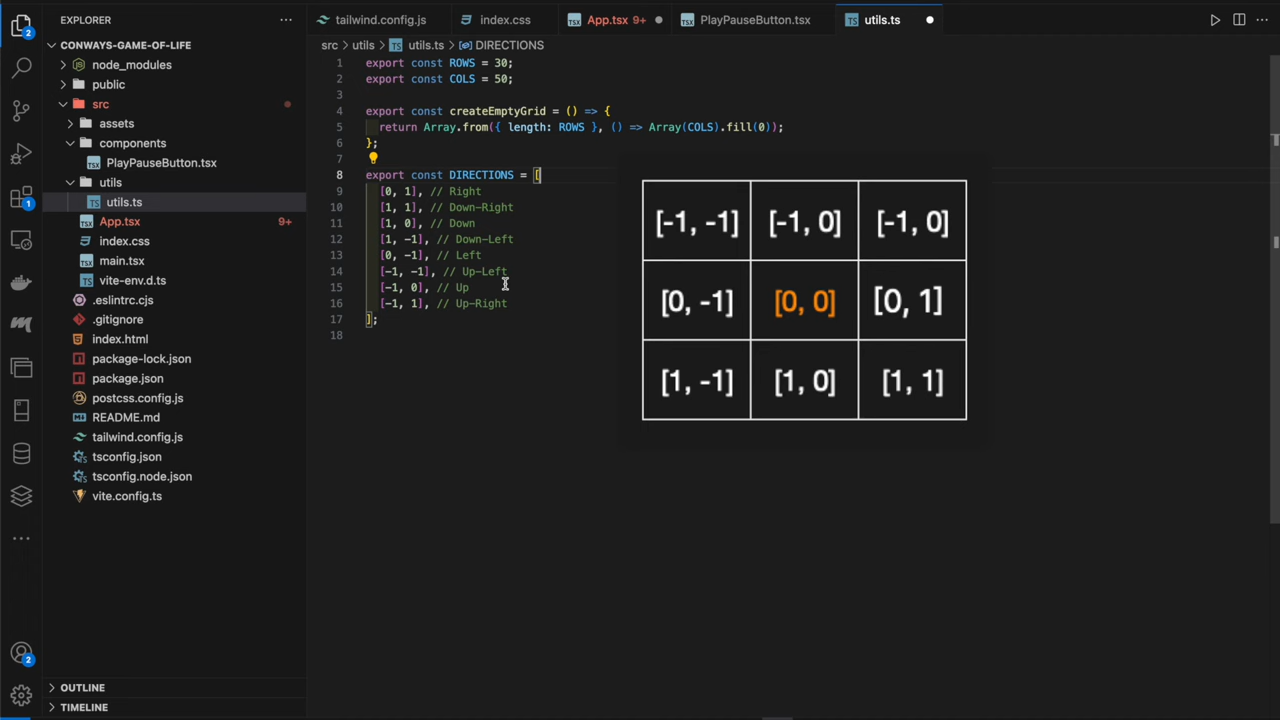 EXPLORER
CONWAYS-GAME-OF-LIFE
node_modules
public
src
assets
components
PlayPauseButton.tsx
utils
TS utils.ts
App.tsx 9+
index.css
main.tsx
vite-env.d.ts
.eslintrc.cjs
.gitignore
index.html
package-lock.json
package.json
postcss.config.js
README.md
tailwind.config.js
tsconfig.json
tsconfig.node.json
vite.config.ts
OUTLINE
TIMELINE
2
1
2
tailwind.config.js index.css TSX App.tsx 9+ TSX PlayPauseButton.tsx TS utils.ts
src > utils > TS utils.ts > DIRECTIONS
1 export const ROWS = 30;
2 export const COLS = 50;
3
4 export const createEmptyGrid = () => {
5 return Array.from({ length: ROWS }, () => Array(COLS).fill(0));
6 };
7
8 export const DIRECTIONS = [
9 [0, 1], // Right
10 [1, 1], // Down-Right
11 [1, 0], // Down
12 [1, -1], // Down-Left
13 [0, -1], // Left
14 [-1, -1], // Up-Left
15 [-1, 0], // Up
16 [-1, 1], // Up-Right
17 ];
18
[-1, -1] [-1, 0] [-1, 0]
[0, -1] [0, 0] [0, 1]
[1, -1] [1, 0] [1, 1]